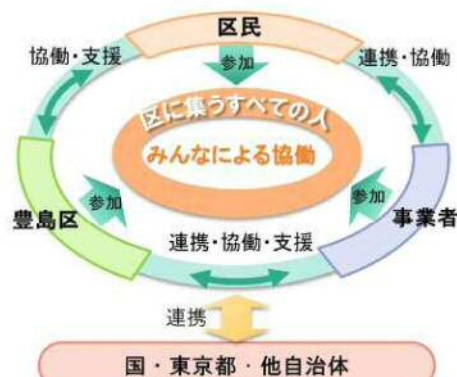 区民
協働・支援
参加
連携・協働
区に集うすべての人
みんなによる協働
豊島区
参加
参加
事業者
連携・協働・支援
連携
国・東京都・他自治体